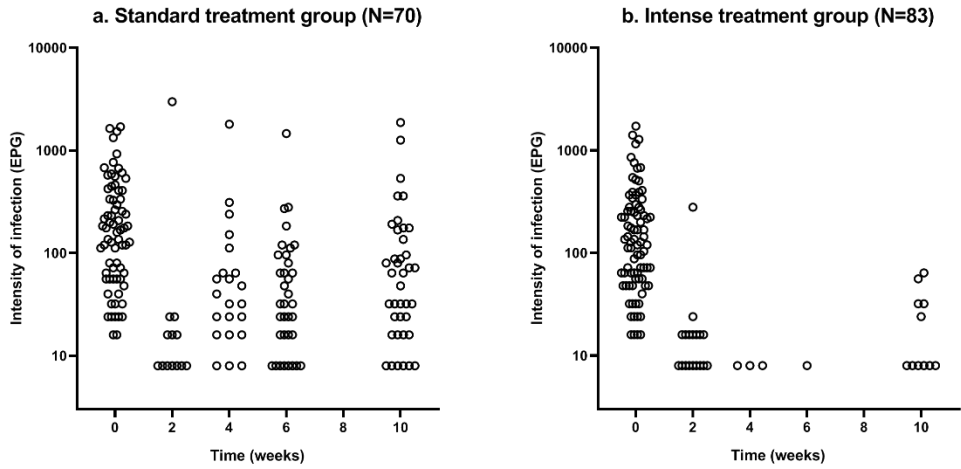 a. Standard treatment group (N=70)
10000
1000
100
10
Intensity of infection (EPG)
0 2 4 6 8 10
Time (weeks)
b. Intense treatment group (N=83)
10000
1000
100
10
Intensity of infection (EPG)
0 2 4 6 8 10
Time (weeks)